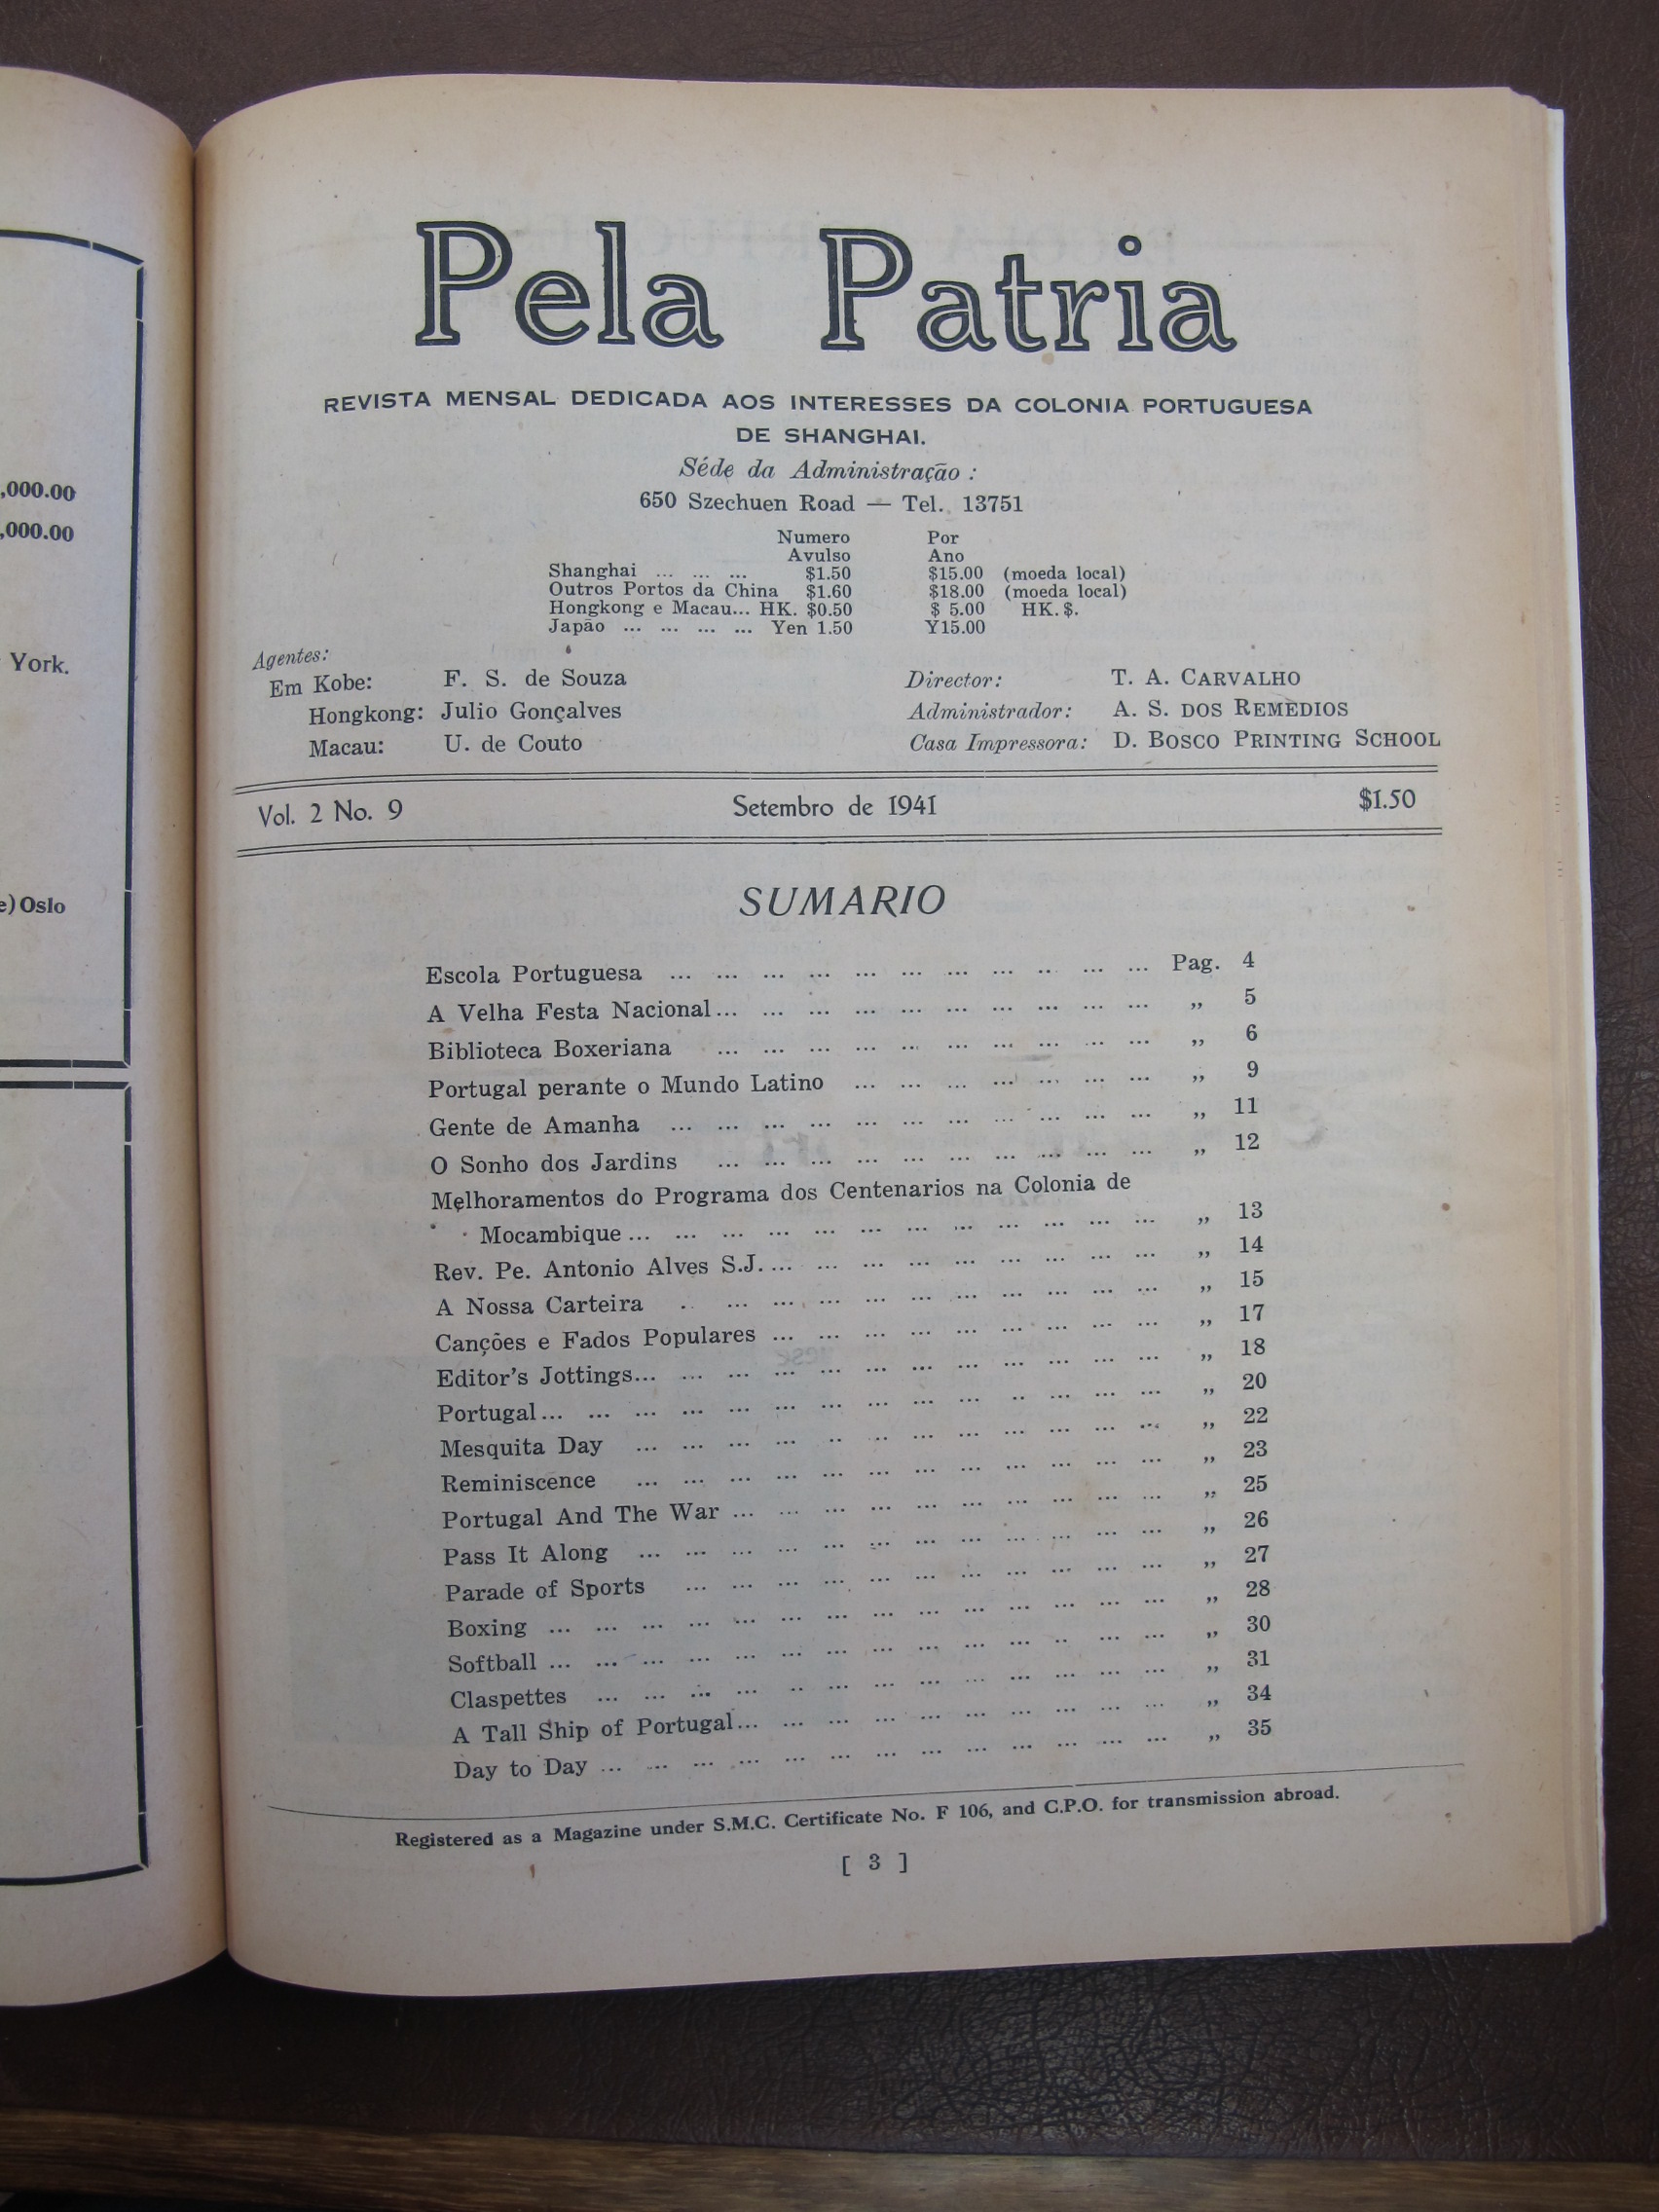 ,000.00
,000.00
York.
e) Oslo
Pela Patria
REVISTA MENSAL DEDICADA AOS INTERESSES DA COLONIA PORTUGUESA
DE SHANGHAI.
Séde da Administração :
650 Szechuen Road — Tel. 13751
Numero Por
Avulso Ano
Shanghai ... ... ... $1.50 $15.00 (moeda local)
Outros Portos da China $1.60 $18.00 (moeda local)
Hongkong e Macau... HK. $0.50 $ 5.00 HK. $.
Japão ... ... ... ... Yen 1.50 Y15.00
Agentes:
Em Kobe: F. S. de Souza Director: T. A. CARVALHO
Hongkong: Julio Gonçalves Administrador: A. S. DOS REMÈDIOS
Macau: U. de Couto Casa Impressora: D. BOSCO PRINTING SCHOOL
Vol. 2 No. 9 Setembro de 1941 $1.50
SUMARIO
Escola Portuguesa ... ... ... ... ... ... ... ... ... ... ... Pag. 4
A Velha Festa Nacional... ... ... ... ... ... ... ... ... ... ,, 5
Biblioteca Boxeriana ... ... ... ... ... ... ... ... ... ... ,, 6
Portugal perante o Mundo Latino ... ... ... ... ... ... ... ,, 9
Gente de Amanha ... ... ... ... ... ... ... ... ... ... ... ,, 11
O Sonho dos Jardins ... ... ... ... ... ... ... ... ... ... ,, 12
Melhoramentos do Programa dos Centenarios na Colonia de
Mocambique... ... ... ... ... ... ... ... ... ... ... ... ,, 13
Rev. Pe. Antonio Alves S.J. ... ... ... ... ... ... ... ... ... ,, 14
A Nossa Carteira ... ... ... ... ... ... ... ... ... ... ... ,, 15
Canções e Fados Populares ... ... ... ... ... ... ... ... ... ,, 17
Editor's Jottings... ... ... ... ... ... ... ... ... ... ... ... ,, 18
Portugal... ... ... ... ... ... ... ... ... ... ... ... ... ... ,, 20
Mesquita Day ... ... ... ... ... ... ... ... ... ... ... ... ,, 22
Reminiscence ... ... ... ... ... ... ... ... ... ... ... ... ,, 23
Portugal And The War ... ... ... ... ... ... ... ... ... ... ,, 25
Pass It Along ... ... ... ... ... ... ... ... ... ... ... ... ,, 26
Parade of Sports ... ... ... ... ... ... ... ... ... ... ... ,, 27
Boxing ... ... ... ... ... ... ... ... ... ... ... ... ... ... ,, 28
Softball ... ... ... ... ... ... ... ... ... ... ... ... ... ... ,, 30
Claspettes ... ... ... ... ... ... ... ... ... ... ... ... ... ,, 31
A Tall Ship of Portugal... ... ... ... ... ... ... ... ... ... ,, 34
Day to Day ... ... ... ... ... ... ... ... ... ... ... ... ... ,, 35
Registered as a Magazine under S.M.C. Certificate No. F 106, and C.P.O. for transmission abroad.
[ 3 ]